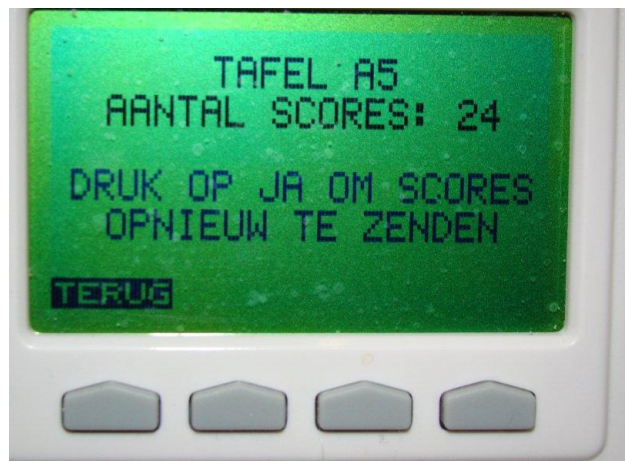 TAFEL A5
AANTAL SCORES: 24
DRUK OP JA OM SCORES
OPNIEUW TE ZENDEN
TERUG